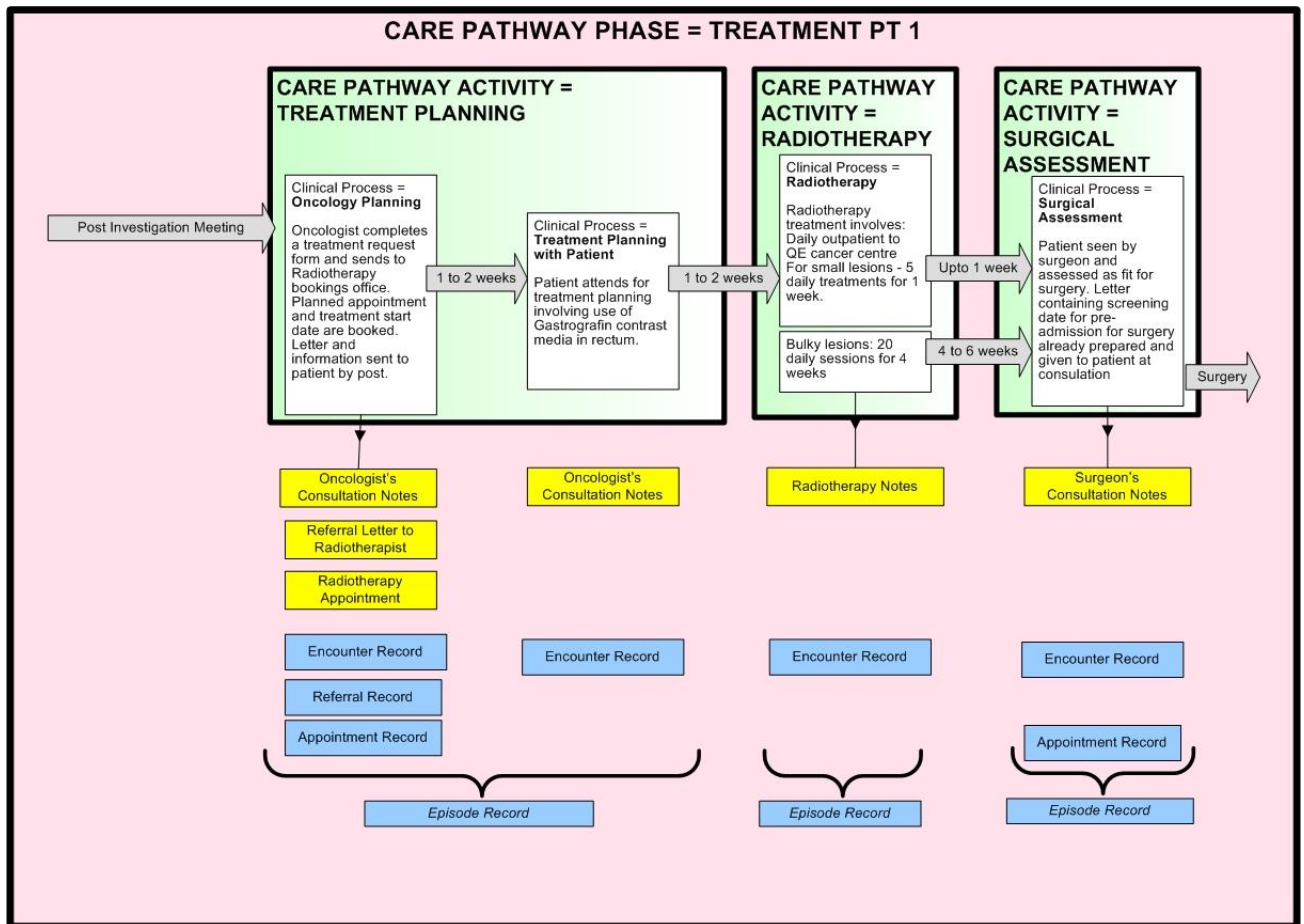 CARE PATHWAY PHASE = TREATMENT PT 1
CARE PATHWAY ACTIVITY =
TREATMENT PLANNING
CARE PATHWAY
ACTIVITY =
RADIOTHERAPY
CARE PATHWAY
ACTIVITY =
SURGICAL
ASSESSMENT
Post Investigation Meeting
Clinical Process =
Oncology Planning
Oncologist completes
a treatment request
form and sends to
Radiotherapy
bookings office.
Planned appointment
and treatment start
date are booked.
Letter and
information sent to
patient by post.
1 to 2 weeks
Clinical Process =
Treatment Planning
with Patient
Patient attends for
treatment planning
involving use of
Gastrografin contrast
media in rectum.
1 to 2 weeks
Clinical Process =
Radiotherapy
Radiotherapy
treatment involves:
Daily outpatient to
QE cancer centre
For small lesions - 5
daily treatments for 1
week.
Bulky lesions: 20
daily sessions for 4
weeks
Upto 1 week
4 to 6 weeks
Clinical Process =
Surgical
Assessment
Patient seen by
surgeon and
assessed as fit for
surgery. Letter
containing screening
date for pre-
admission for surgery
already prepared and
given to patient at
consulation
Surgery
Oncologist's
Consultation Notes
Oncologist's
Consultation Notes
Radiotherapy Notes
Surgeon's
Consultation Notes
Referral Letter to
Radiotherapist
Radiotherapy
Appointment
Encounter Record
Encounter Record
Encounter Record
Encounter Record
Referral Record
Appointment Record
Appointment Record
Episode Record
Episode Record
Episode Record